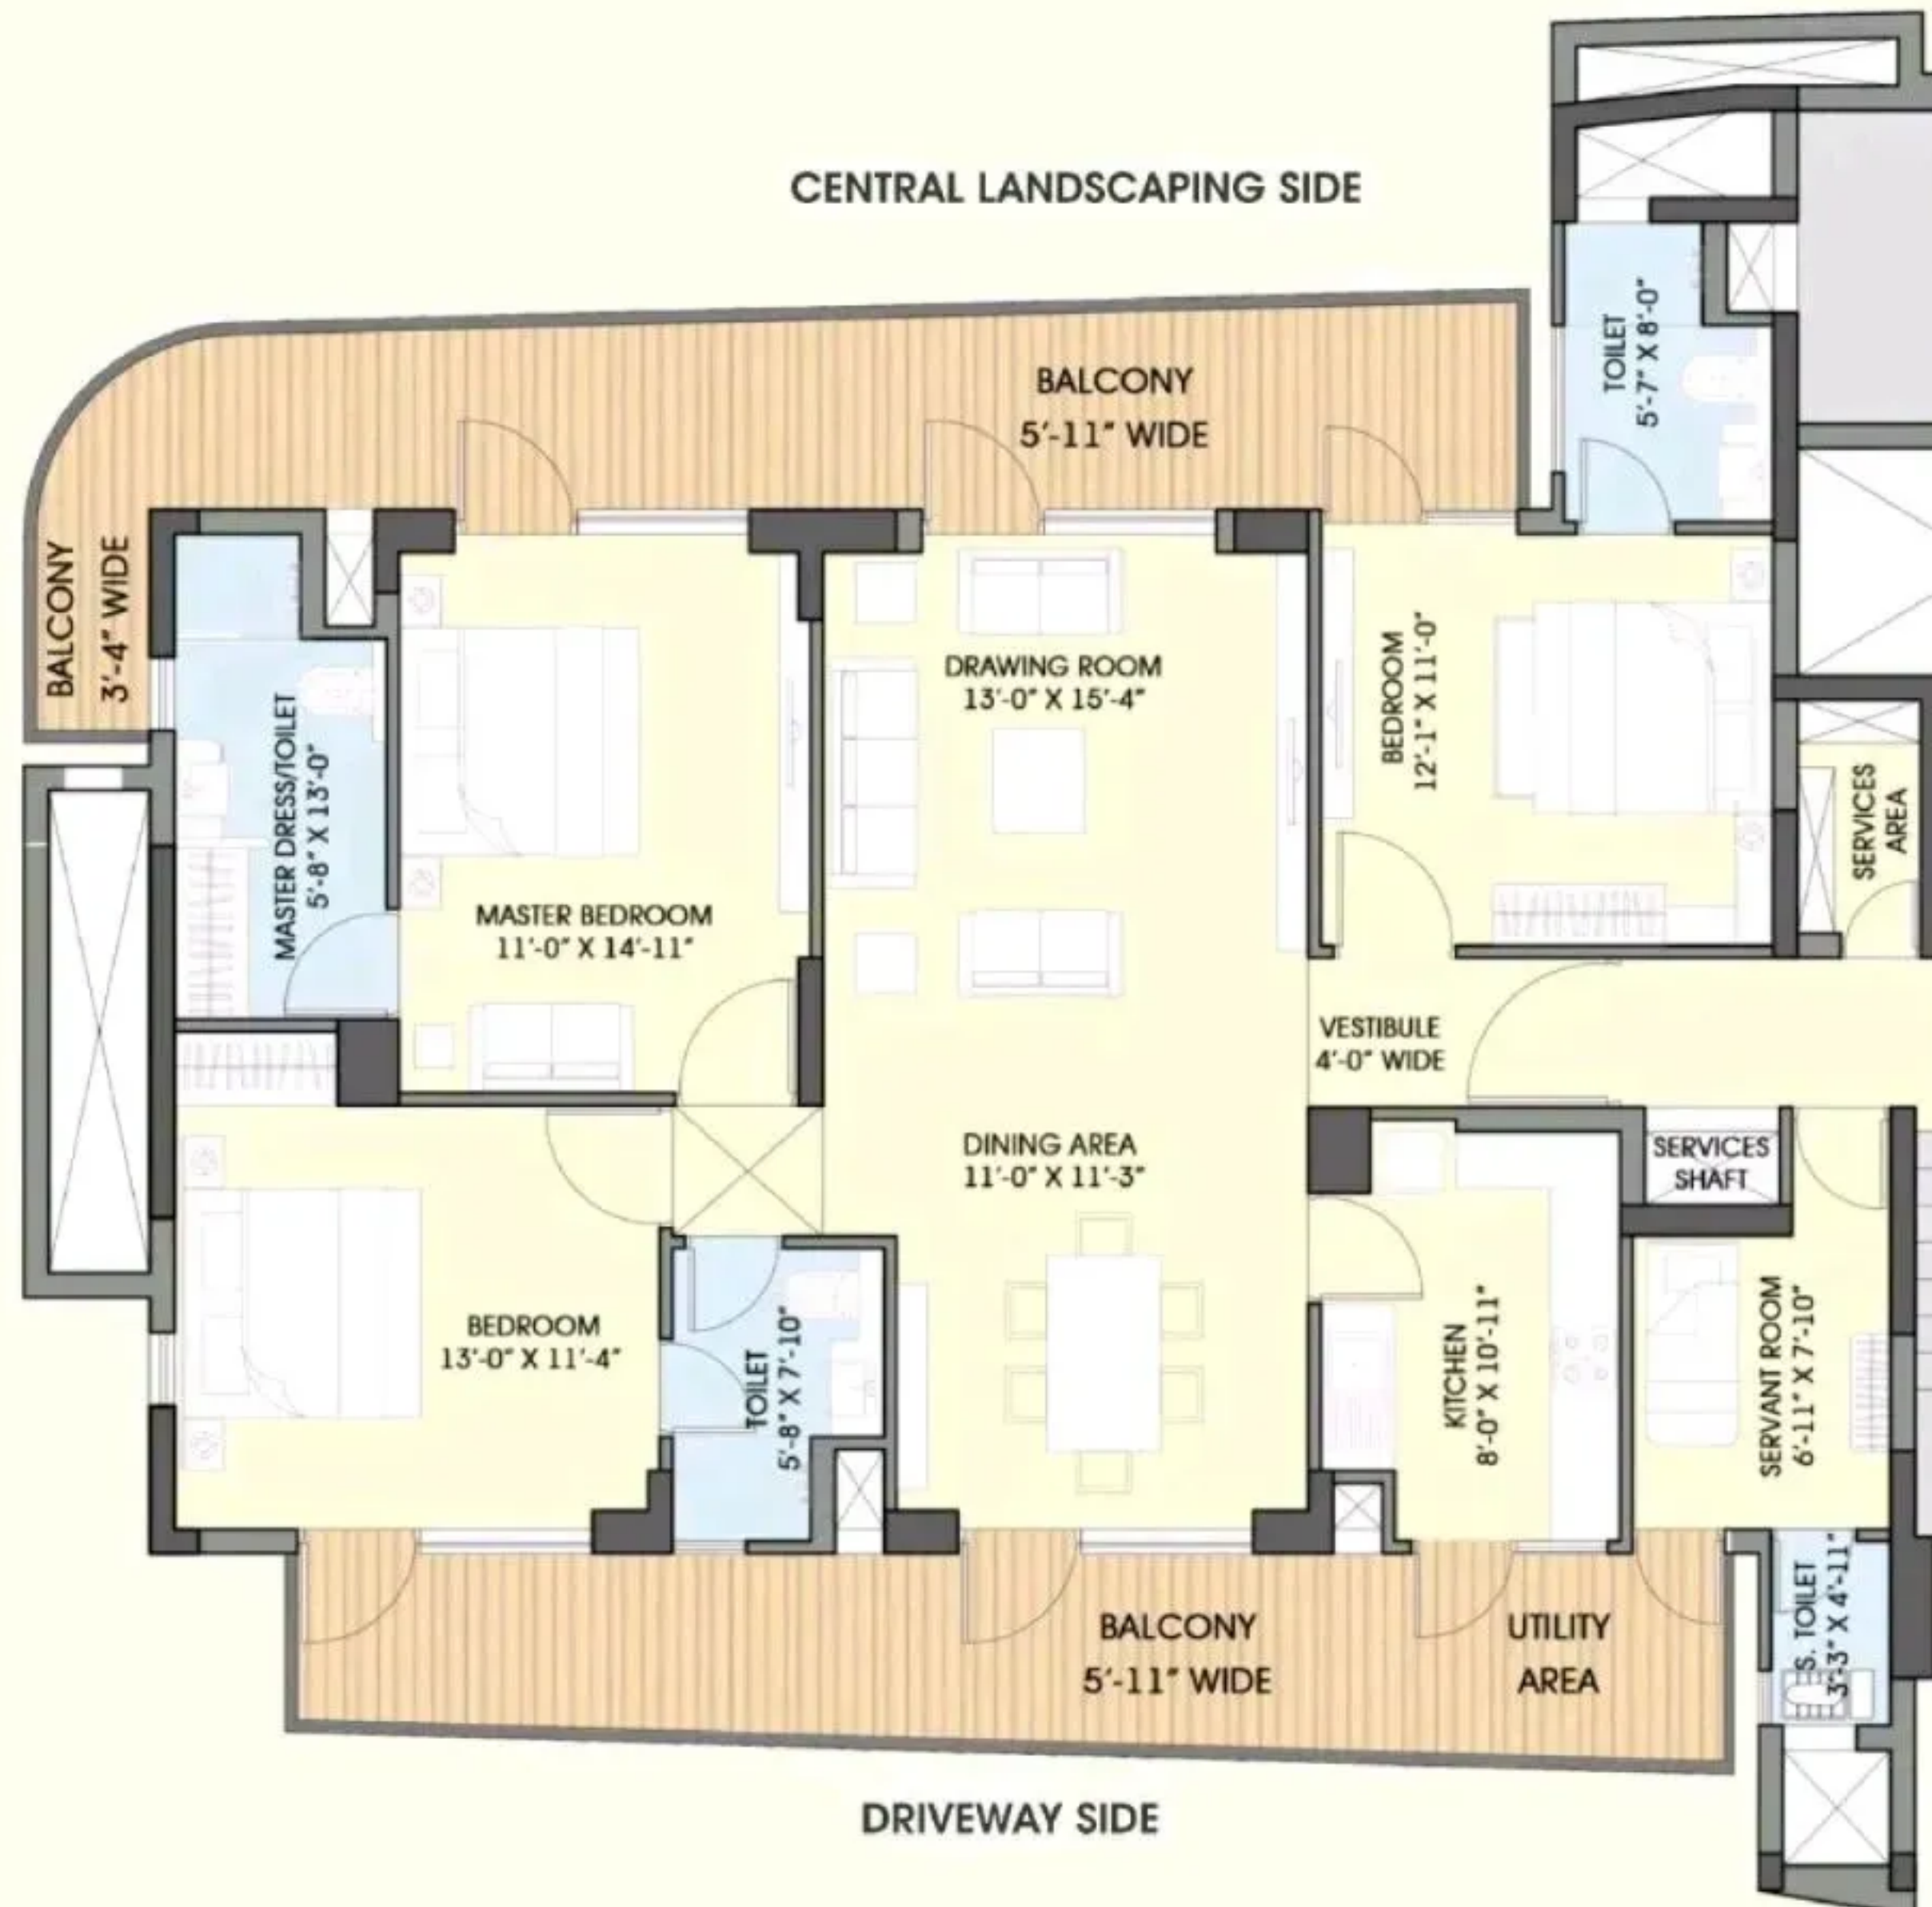 CENTRAL LANDSCAPING SIDE
TOILET
5'-7" X 8'-0"
BALCONY
5'-11" WIDE
BALCONY
3'-4" WIDE
MASTER DRESS/TOILET
5'-8" X 13'-0"
MASTER BEDROOM
11'-0" X 14'-11"
DRAWING ROOM
13'-0" X 15'-4"
BEDROOM
12'-1" X 11'-0"
SERVICES
AREA
VESTIBULE
4'-0" WIDE
DINING AREA
11'-0" X 11'-3"
SERVICES
SHAFT
BEDROOM
13'-0" X 11'-4"
TOILET
5'-8" X 7'-10"
KITCHEN
8'-0" X 10'-11"
SERVANT ROOM
6'-11" X 7'-10"
BALCONY
5'-11" WIDE
UTILITY
AREA
S. TOILET
3'-3" X 4'-11"
DRIVEWAY SIDE